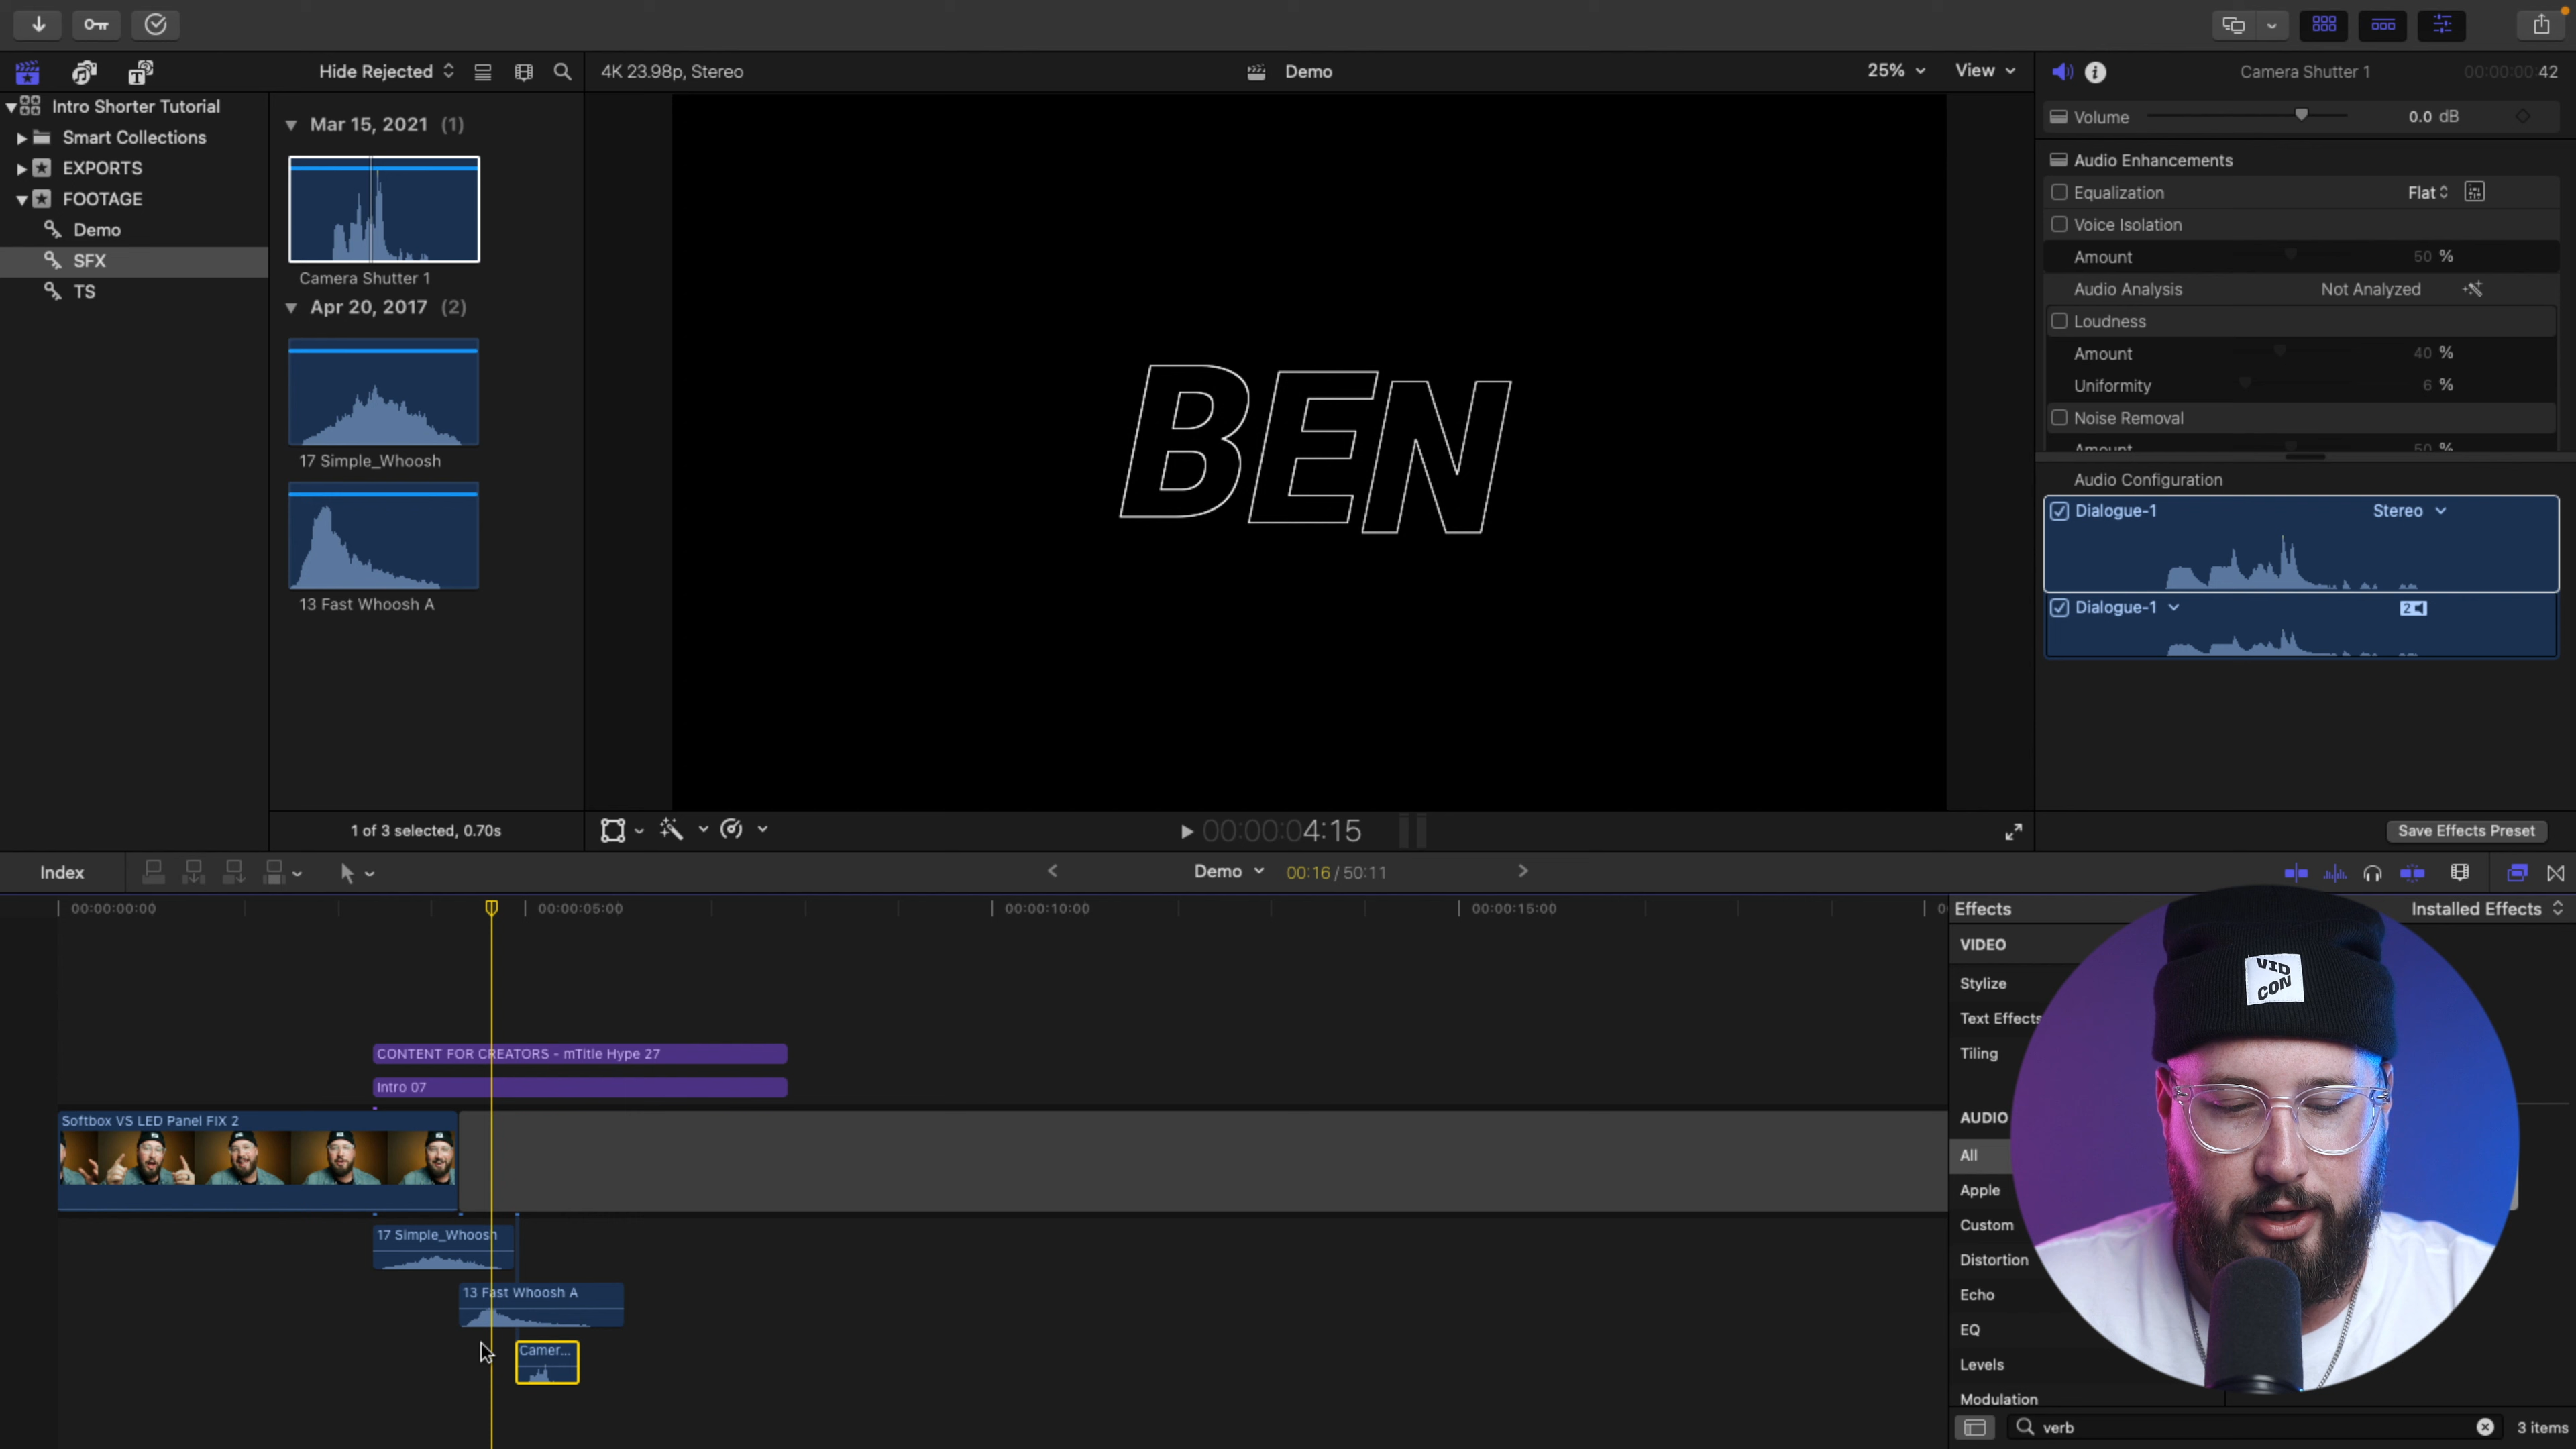 Hide Rejected
4K 23.98p, Stereo
Demo
25%
View
Camera Shutter 1
00:00:00:42
Intro Shorter Tutorial
Smart Collections
EXPORTS
FOOTAGE
Demo
SFX
TS
Mar 15, 2021 (1)
Camera Shutter 1
Apr 20, 2017 (2)
17 Simple_Whoosh
13 Fast Whoosh A
1 of 3 selected, 0.70s
BEN
00:00:04:15
Volume 0.0 dB
Audio Enhancements
Equalization Flat
Voice Isolation
Amount 50 %
Audio Analysis Not Analyzed
Loudness
Amount 40 %
Uniformity 6 %
Noise Removal
Amount 50 %
Audio Configuration
Dialogue-1 Stereo
Dialogue-1 2
Save Effects Preset
Index
Demo 00:16 / 50:11
00:00:00:00
00:00:05:00
00:00:10:00
00:00:15:00
CONTENT FOR CREATORS - mTitle Hype 27
Intro 07
Softbox VS LED Panel FIX 2
17 Simple_Whoosh
13 Fast Whoosh A
Camer...
Effects Installed Effects
VIDEO
Stylize
Text Effects
Tiling
AUDIO
All
Apple
Custom
Distortion
Echo
EQ
Levels
Modulation
verb
3 items
VID
CON